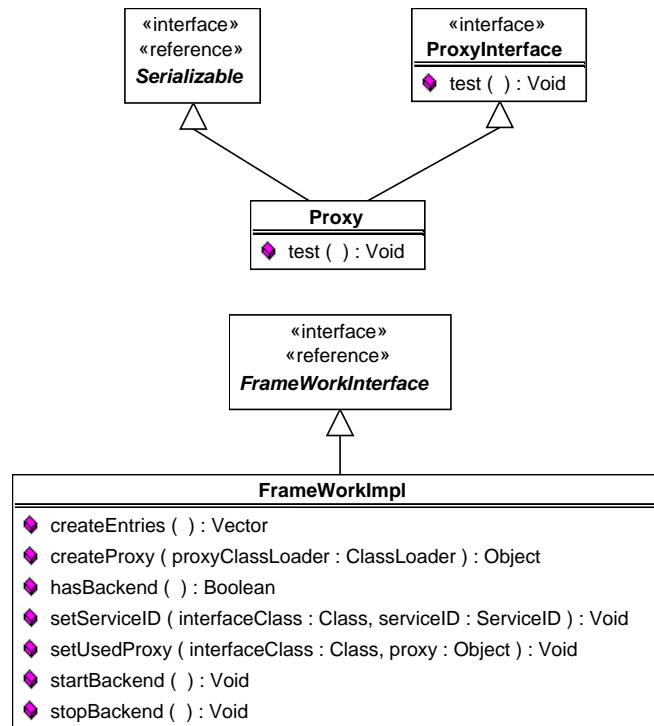 «interface»
«reference»
Serializable
«interface»
ProxyInterface
test ( ) : Void
Proxy
test ( ) : Void
«interface»
«reference»
FrameWorkInterface
FrameWorkImpl
createEntries ( ) : Vector
createProxy ( proxyClassLoader : ClassLoader ) : Object
hasBackend ( ) : Boolean
setServiceID ( interfaceClass : Class, serviceID : ServiceID ) : Void
setUsedProxy ( interfaceClass : Class, proxy : Object ) : Void
startBackend ( ) : Void
stopBackend ( ) : Void